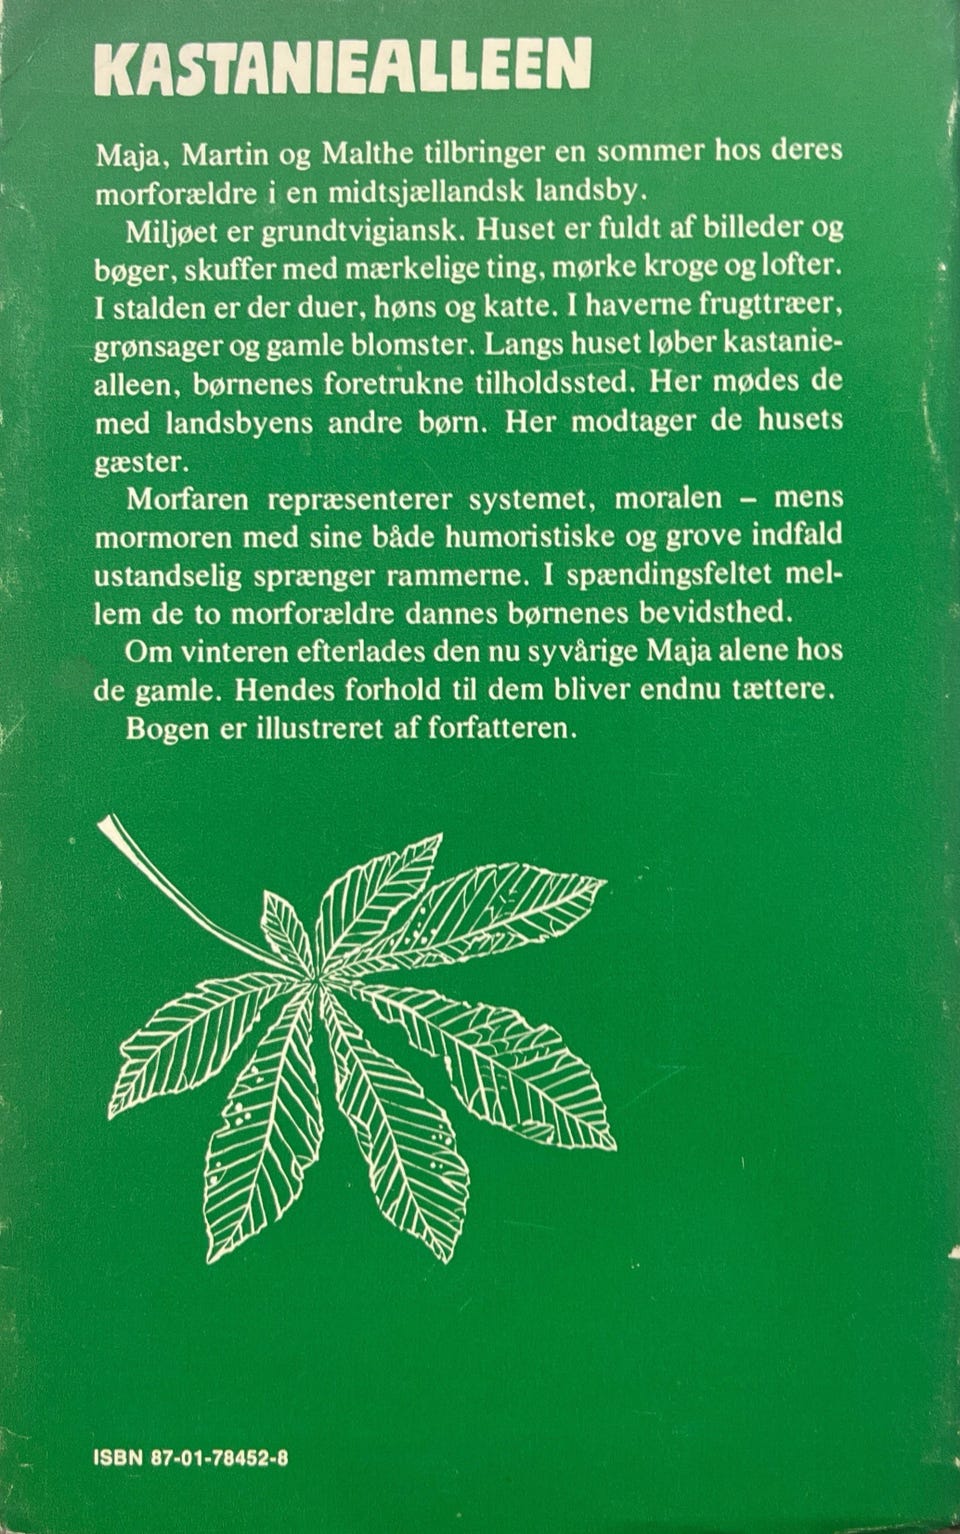 KASTANIEALLEEN
Maja, Martin og Malthe tilbringer en sommer hos deres
morforældre i en midtsjællandsk landsby.
Miljøet er grundtvigiansk. Huset er fuldt af billeder og
bøger, skuffer med mærkelige ting, mørke kroge og lofter.
I stalden er der duer, høns og katte. I haverne frugttræer,
grønsager og gamle blomster. Langs huset løber kastanie-
alleen, børnenes foretrukne tilholdssted. Her mødes de
med landsbyens andre børn. Her modtager de husets
gæster.
Morfaren repræsenterer systemet, moralen – mens
mormoren med sine både humoristiske og grove indfald
ustandselig sprænger rammerne. I spændingsfeltet mel-
lem de to morforældre dannes børnenes bevidsthed.
Om vinteren efterlades den nu syvårige Maja alene hos
de gamle. Hendes forhold til dem bliver endnu tættere.
Bogen er illustreret af forfatteren.
ISBN 87-01-78452-8